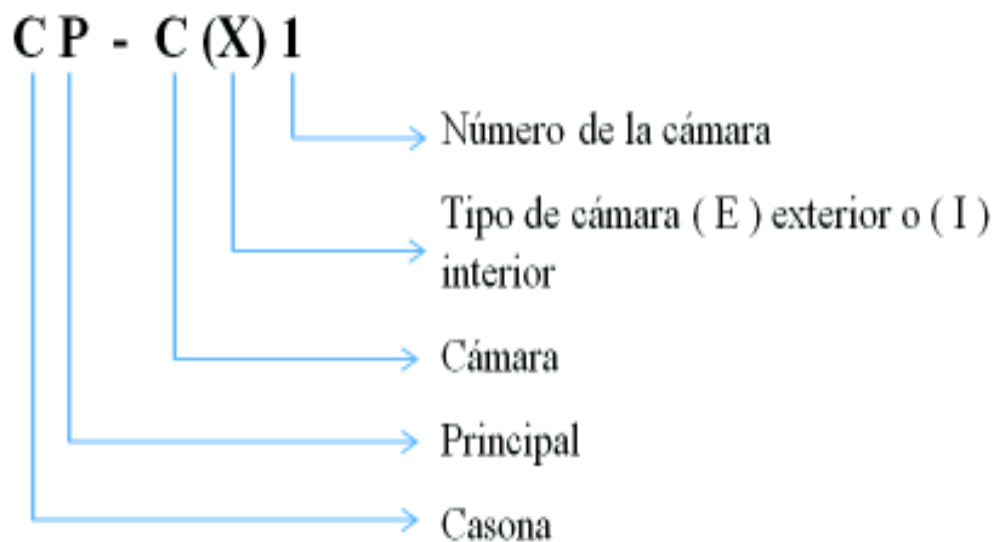 C P - C (X) 1
Número de la cámara
Tipo de cámara ( E ) exterior o ( I )
interior
Cámara
Principal
Casona